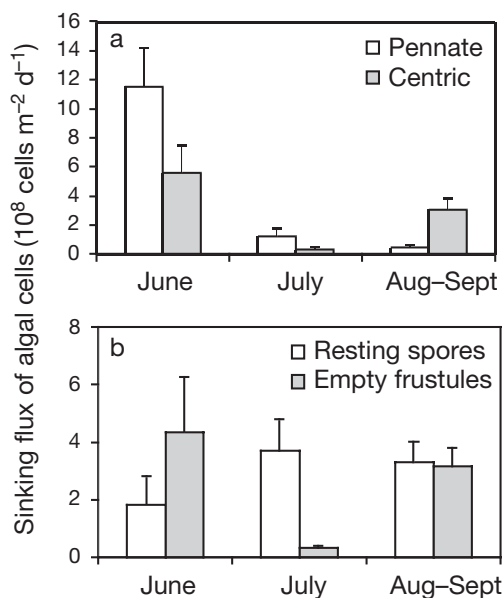 Sinking flux of algal cells (10⁸ cells m⁻² d⁻¹)
a
Pennate
Centric
16
14
12
10
8
6
4
2
0
June July Aug–Sept
b
Resting spores
Empty frustules
8
6
4
2
0
June July Aug–Sept